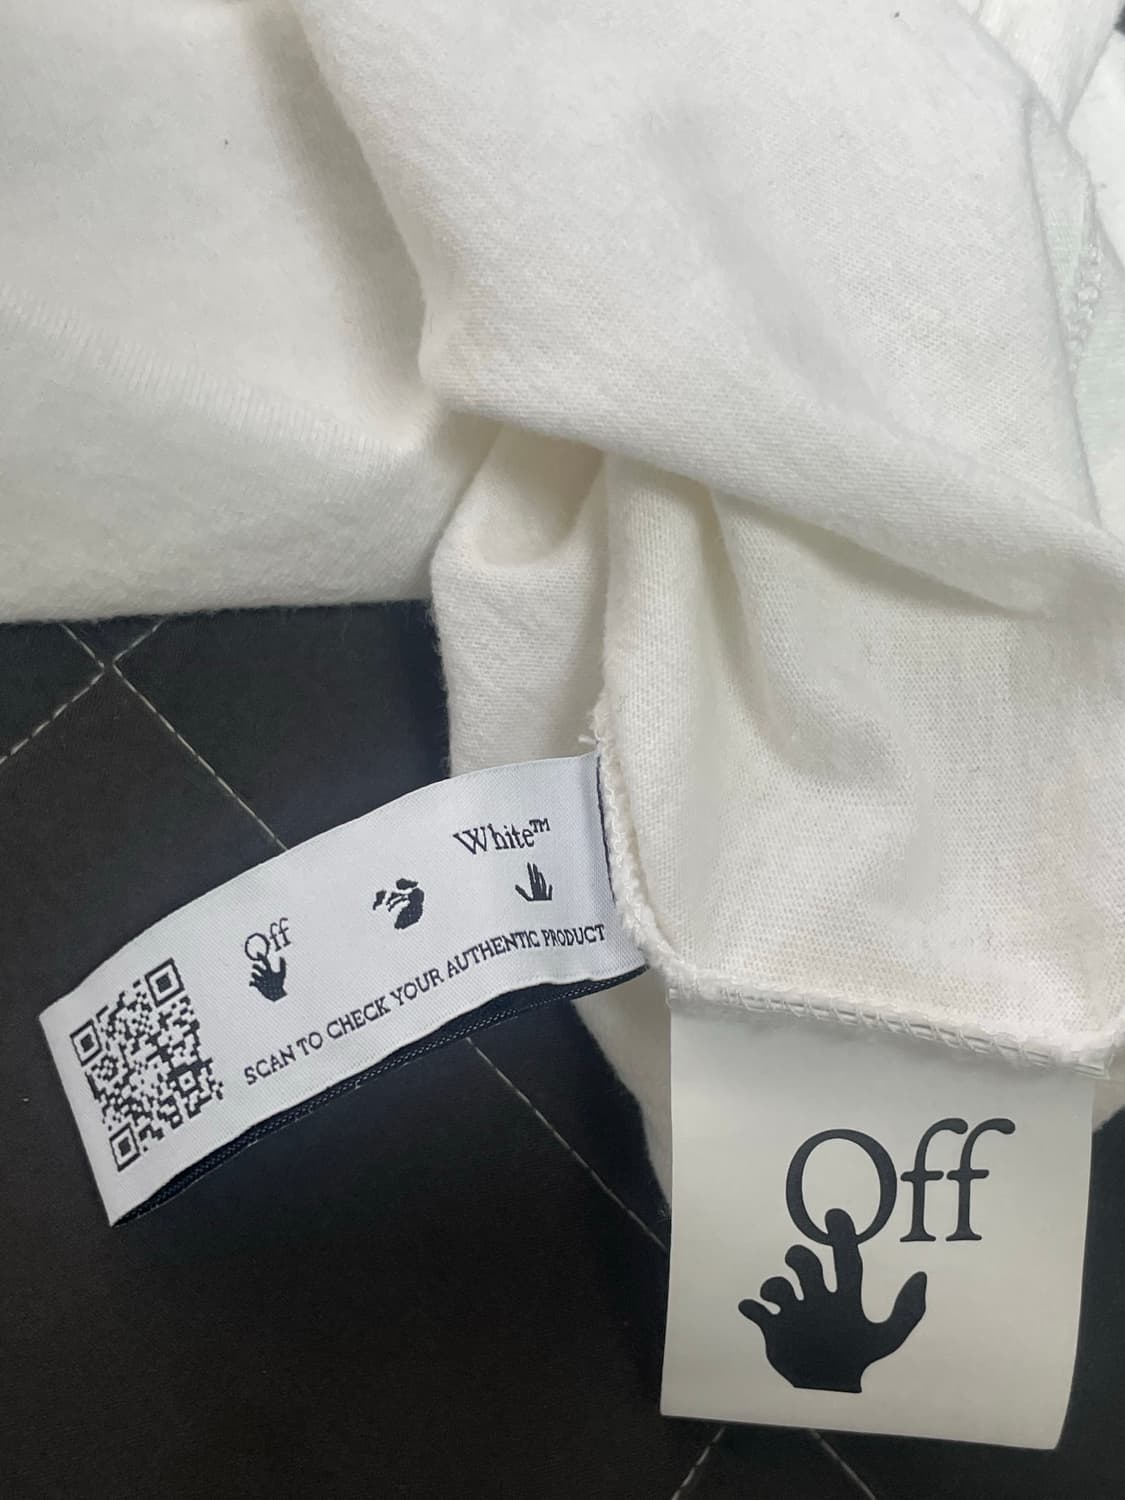 White™
Off
SCAN TO CHECK YOUR AUTHENTIC PRODUCT
Off